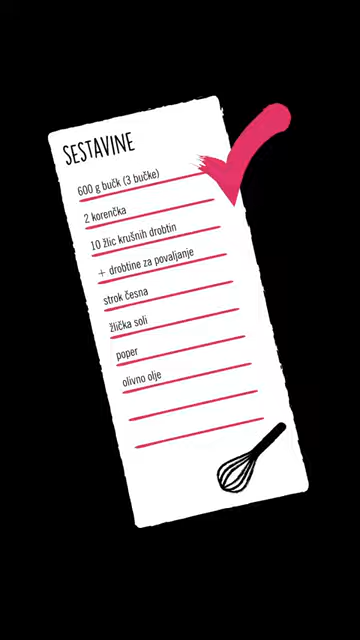 SESTAVINE
600 g bučk (3 bučke)
2 korenčka
10 žlic krušnih drobtin
+ drobtine za povaljanje
strok česna
žlička soli
poper
olivno olje